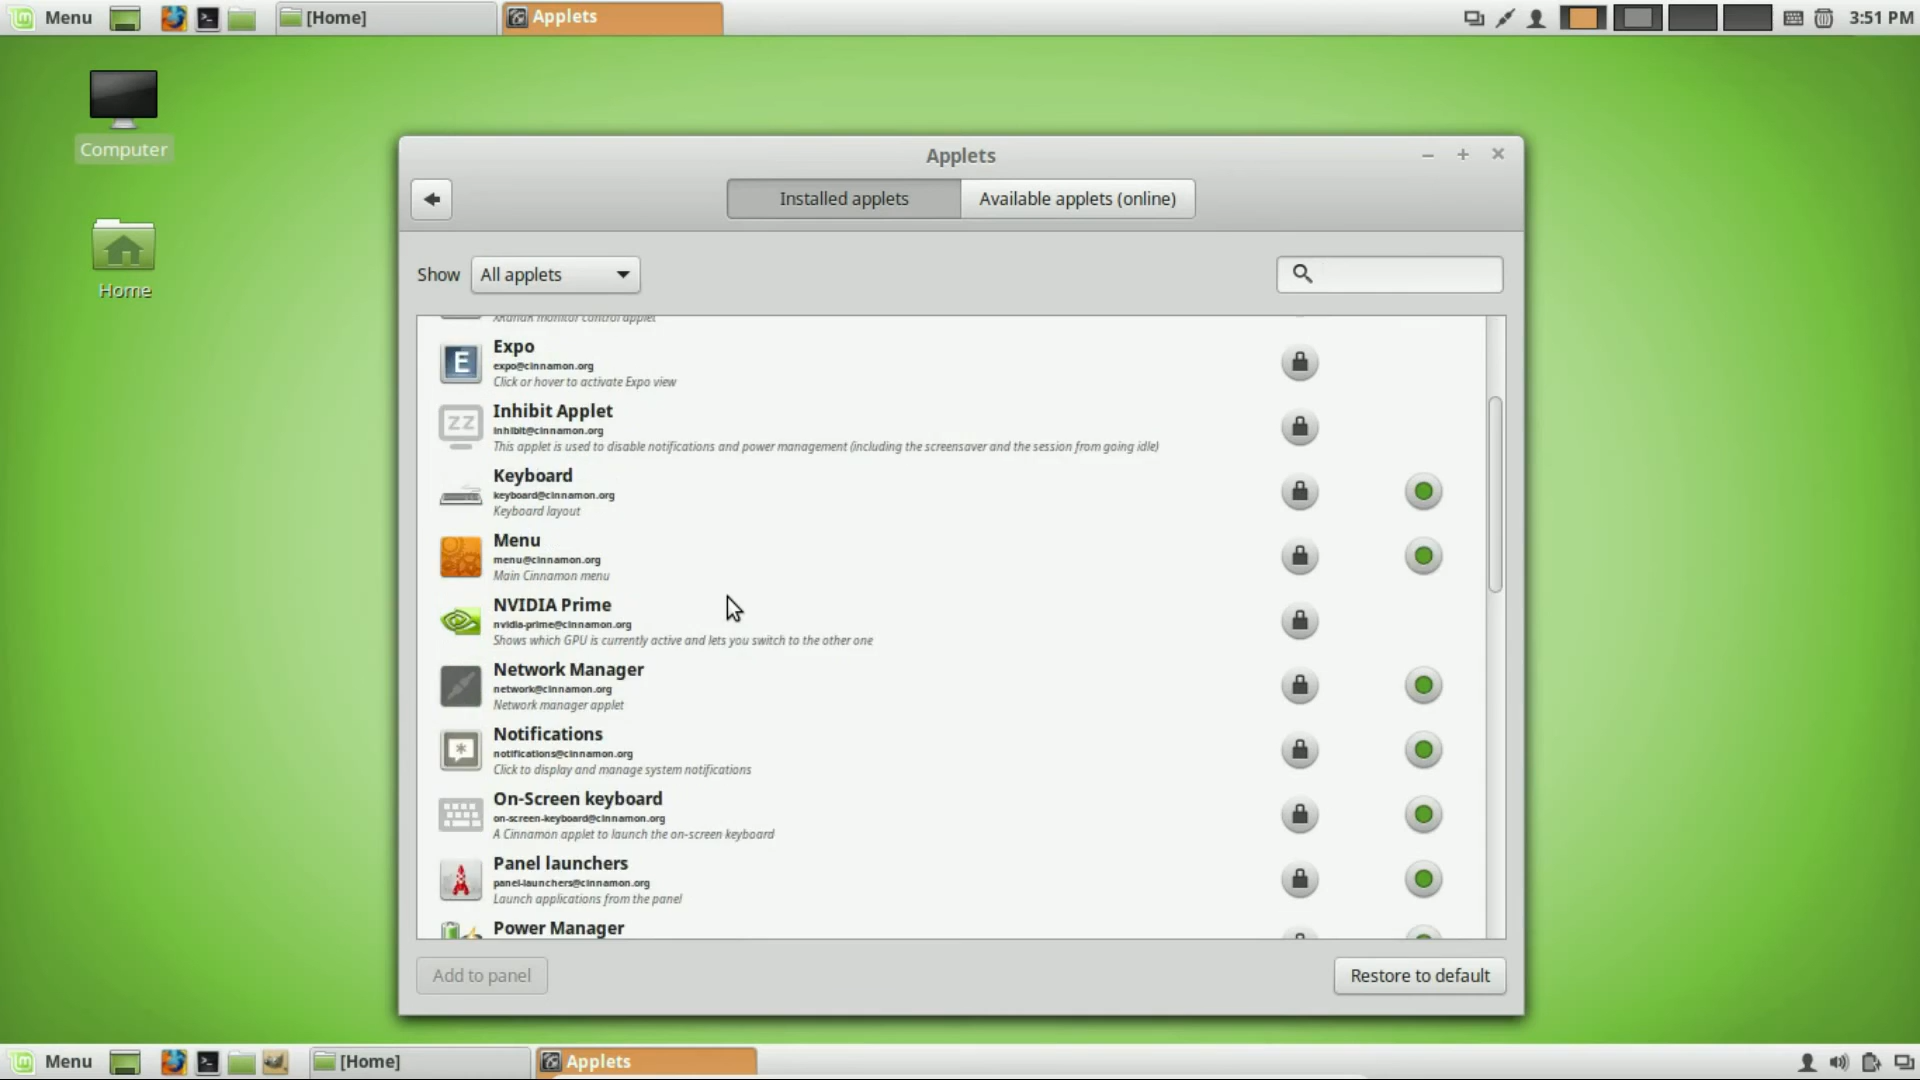 Menu
[Home]
Applets
3:51 PM
Computer
Home
Applets
Installed applets
Available applets (online)
Show
All applets
XRandR monitor control applet
Expo
expo@cinnamon.org
Click or hover to activate Expo view
Inhibit Applet
inhibit@cinnamon.org
This applet is used to disable notifications and power management (including the screensaver and the session from going idle)
Keyboard
keyboard@cinnamon.org
Keyboard layout
Menu
menu@cinnamon.org
Main Cinnamon menu
NVIDIA Prime
nvidia-prime@cinnamon.org
Shows which GPU is currently active and lets you switch to the other one
Network Manager
network@cinnamon.org
Network manager applet
Notifications
notifications@cinnamon.org
Click to display and manage system notifications
On-Screen keyboard
on-screen-keyboard@cinnamon.org
A Cinnamon applet to launch the on-screen keyboard
Panel launchers
panel-launchers@cinnamon.org
Launch applications from the panel
Power Manager
Add to panel
Restore to default
Menu
[Home]
Applets